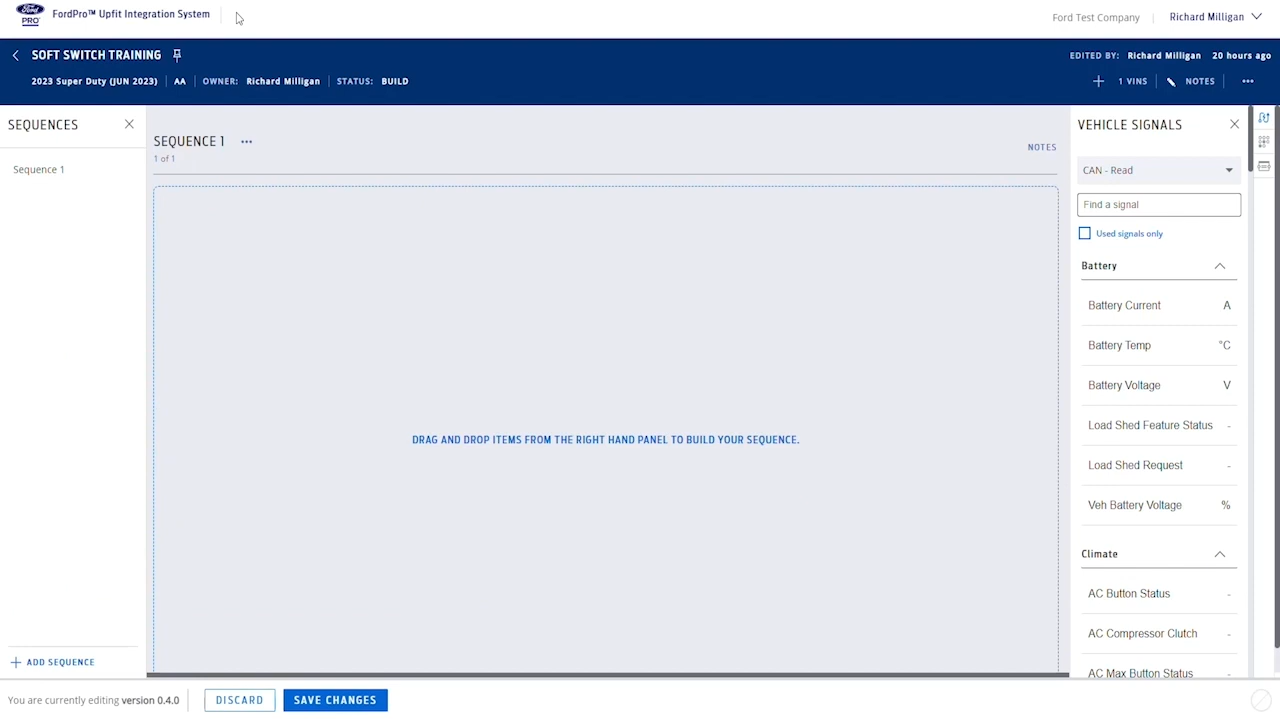 Ford
PRO
FordPro™ Upfit Integration System
Ford Test Company
Richard Milligan
SOFT SWITCH TRAINING
EDITED BY: Richard Milligan 20 hours ago
2023 Super Duty (JUN 2023) AA OWNER: Richard Milligan STATUS: BUILD
1 VINS
NOTES
SEQUENCES
Sequence 1
ADD SEQUENCE
SEQUENCE 1
1 of 1
NOTES
DRAG AND DROP ITEMS FROM THE RIGHT HAND PANEL TO BUILD YOUR SEQUENCE.
VEHICLE SIGNALS
CAN - Read
Find a signal
Used signals only
Battery
Battery Current A
Battery Temp °C
Battery Voltage V
Load Shed Feature Status -
Load Shed Request -
Veh Battery Voltage %
Climate
AC Button Status -
AC Compressor Clutch -
AC Max Button Status -
You are currently editing version 0.4.0
DISCARD
SAVE CHANGES